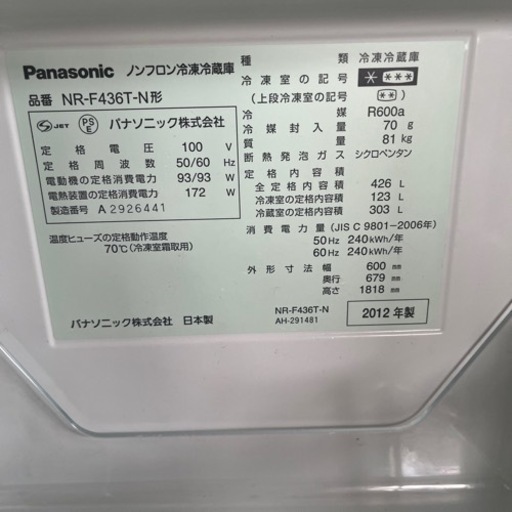 Panasonic ノンフロン冷凍冷蔵庫
品番 NR-F436T-N形
S JET PS E パナソニック株式会社
定格電圧 100 V
定格周波数 50/60 Hz
電動機の定格消費電力 93/93 W
電熱装置の定格消費電力 172 W
製造番号 A 2926441
温度ヒューズの定格動作温度
70℃(冷凍室霜取用)
パナソニック株式会社 日本製
種類 冷凍冷蔵庫
冷凍室の記号 ****
(上段冷凍室の記号 ** )
冷媒 R600a
冷媒封入量 70 g
質量 81 kg
断熱発泡ガス シクロペンタン
定格内容積
全定格内容積 426 L
冷凍室の定格内容積 123 L
冷蔵室の定格内容積 303 L
消費電力量(JIS C 9801-2006年)
50Hz 240kWh/年
60Hz 240kWh/年
外形寸法 幅 600 mm
奥行 679 mm
高さ 1818 mm
NR-F436T-N
AH-291481
2012年製